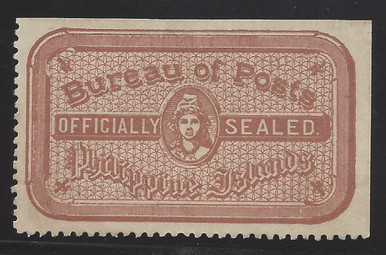 Bureau of Posts
OFFICIALLY SEALED.
Philippine Islands